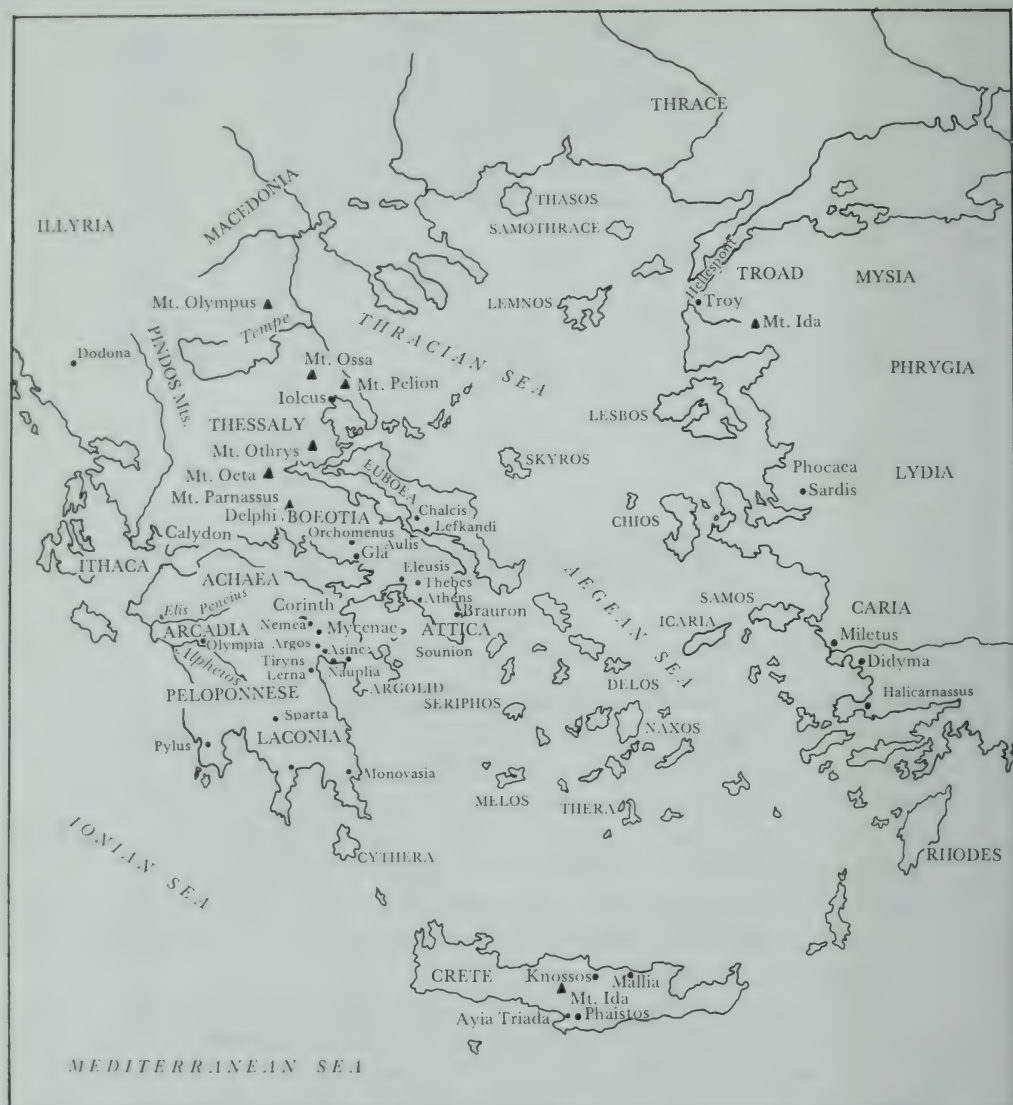 THRACE
THASOS
MACEDONIA
ILLYRIA
SAMOTHRACE
Hellespont
TROAD
MYSIA
Mt. Olympus
LEMNOS
Troy
Mt. Ida
Tempe
THRACIAN SEA
PINDOS Mts.
Dodona
Mt. Ossa
PHRYGIA
Mt. Pelion
Iolcus
LESBOS
THESSALY
Mt. Othrys
SKYROS
EUBOEA
Phocaea
LYDIA
Mt. Oeta
Sardis
Mt. Parnassus
Chalcis
Delphi
BOEOTIA
Lefkandi
CHIOS
Calydon
Orchomenus
Aulis
Gla
ITHACA
Eleusis
ACHAEA
Thebes
AEGEAN SEA
Athens
SAMOS
Elis
Peneius
Corinth
Brauron
ICARIA
CARIA
Nemea
Mycenae
ATTICA
ARCADIA
Miletus
Olympia
Argos
Asine
Sounion
Alpheios
Tiryns
Nauplia
Didyma
Lerna
DELOS
PELOPONNESE
ARGOLID
Halicarnassus
SERIPHOS
Sparta
NAXOS
LACONIA
Pylus
Monovasia
MELOS
THERA
IONIAN SEA
CYTHERA
RHODES
CRETE
Knossos
Mallia
Mt. Ida
Ayia Triada
Phaistos
MEDITERRANEAN SEA